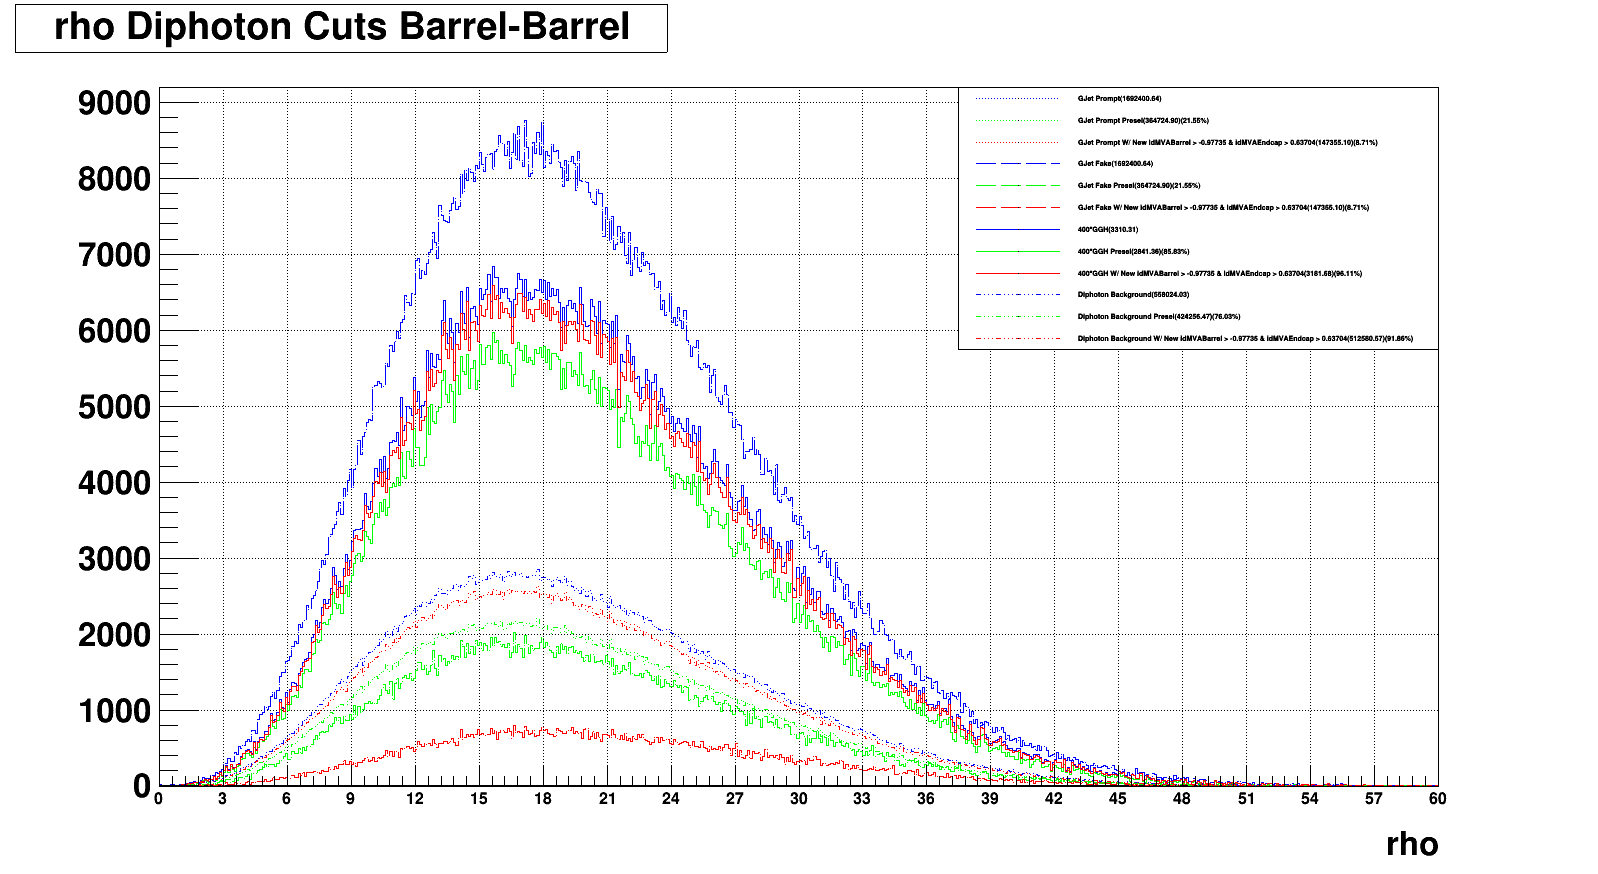 rho Diphoton Cuts Barrel-Barrel
9000
8000
7000
6000
5000
4000
3000
2000
1000
0
GJet Prompt(1692400.64)
GJet Prompt Presel(364724.90)(21.55%)
GJet Prompt W/ New IdMVABarrel > -0.97735 & IdMVAEndcap > 0.63704(147355.10)(8.71%)
GJet Fake(1692400.64)
GJet Fake Presel(364724.90)(21.55%)
GJet Fake W/ New IdMVABarrel > -0.97735 & IdMVAEndcap > 0.63704(147355.10)(8.71%)
400*GGH(3310.31)
400*GGH Presel(2841.36)(85.83%)
400*GGH W/ New IdMVABarrel > -0.97735 & IdMVAEndcap > 0.63704(3181.58)(96.11%)
Diphoton Background(558024.03)
Diphoton Background Presel(424256.47)(76.03%)
Diphoton Background W/ New IdMVABarrel > -0.97735 & IdMVAEndcap > 0.63704(512580.57)(91.86%)
0 3 6 9 12 15 18 21 24 27 30 33 36 39 42 45 48 51 54 57 60
rho